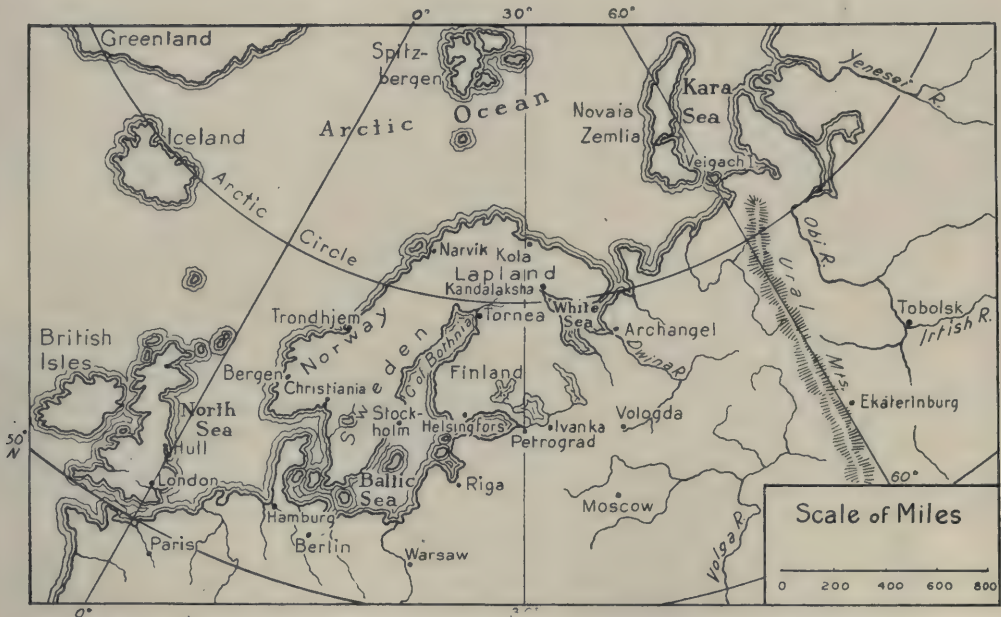 0°
30°
60°
Greenland
Spitz-
bergen
Yenesei R.
Kara
Sea
Arctic Ocean
Novaia
Zemlia
Iceland
Veigach I.
Arctic
Circle
Narvik
Kola
Lapland
Obi R.
Ural
Mts.
Kandalaksha
Tornea
White
Sea
Tobolsk
Irtish R.
Trondhjem
Archangel
British
Isles
Norway
Sweden
G. of Bothnia
Dwina R.
Bergen
Christiania
Finland
Ekaterinburg
North
Sea
Stock-
holm
Helsingfors
Ivanka
Vologda
Petrograd
50°
N
Hull
60°
London
Baltic
Sea
Riga
Moscow
Scale of Miles
Hamburg
Paris
Berlin
Warsaw
Volga R.
0 200 400 600 800
0°